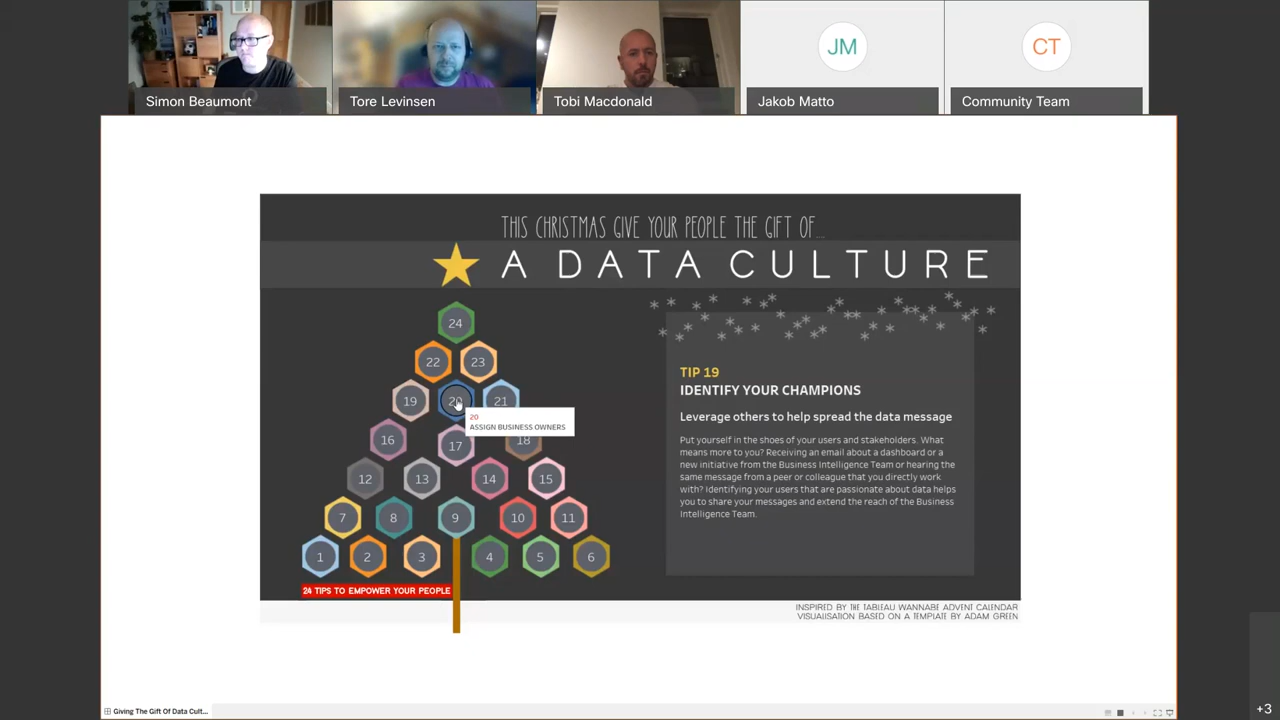 JM
CT
Simon Beaumont
Tore Levinsen
Tobi Macdonald
Jakob Matto
Community Team
THIS CHRISTMAS GIVE YOUR PEOPLE THE GIFT OF...
A DATA CULTURE
24
22
23
19
20
21
20
ASSIGN BUSINESS OWNERS
16
17
18
12
13
14
15
7
8
9
10
11
1
2
3
4
5
6
24 TIPS TO EMPOWER YOUR PEOPLE
TIP 19
IDENTIFY YOUR CHAMPIONS
Leverage others to help spread the data message
Put yourself in the shoes of your users and stakeholders. What
means more to you? Receiving an email about a dashboard or a
new initiative from the Business Intelligence Team or hearing the
same message from a peer or colleague that you directly work
with? Identifying your users that are passionate about data helps
you to share your messages and extend the reach of the Business
Intelligence Team.
INSPIRED BY THE TABLEAU WANNABE ADVENT CALENDAR
VISUALISATION BASED ON A TEMPLATE BY ADAM GREEN
Giving The Gift Of Data Cult...
+3